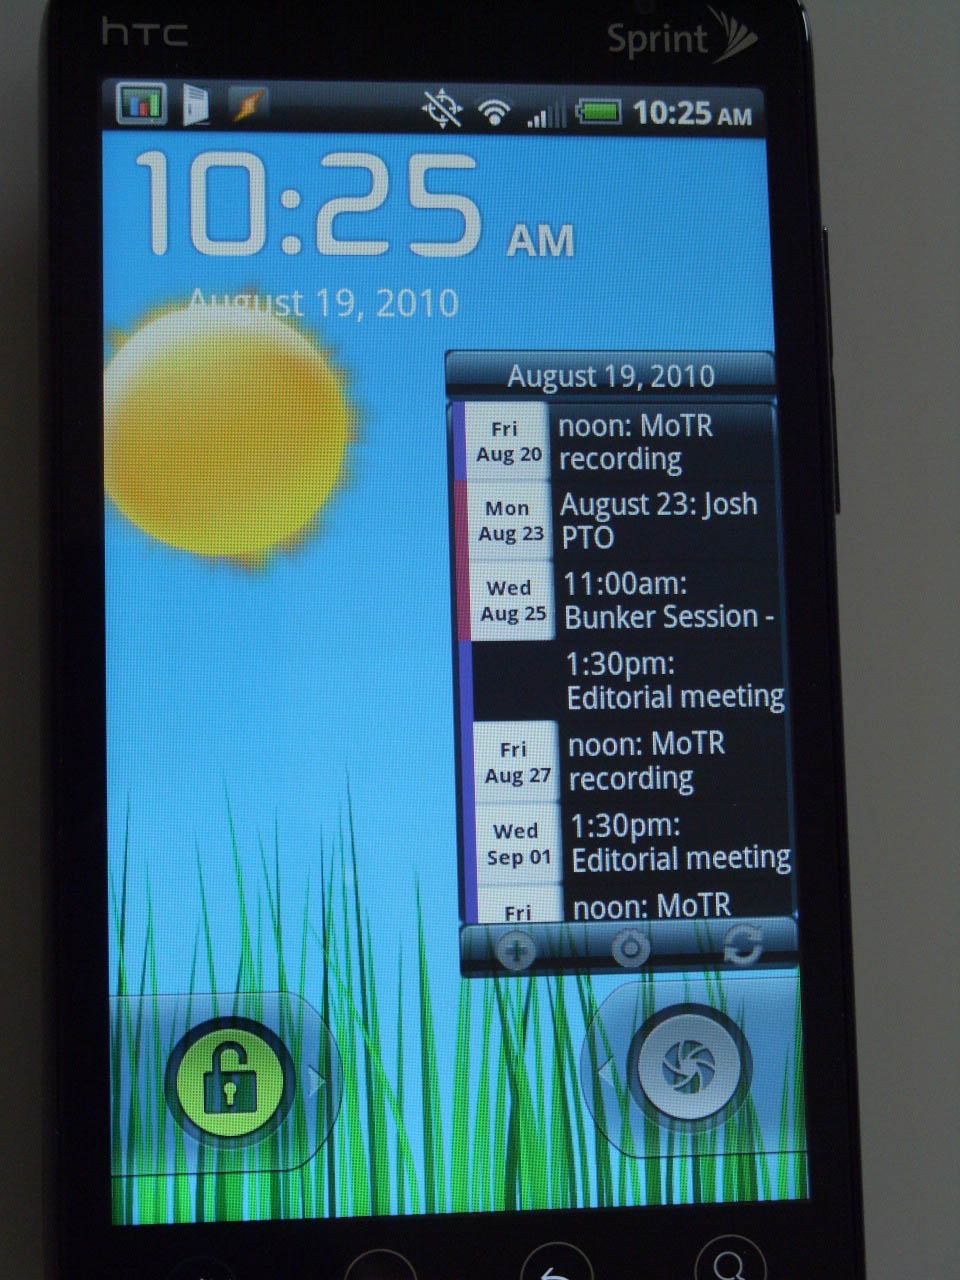 hTC
Sprint
10:25 AM
10:25 AM
August 19, 2010
August 19, 2010
Fri
Aug 20
noon: MoTR
recording
Mon
Aug 23
August 23: Josh
PTO
Wed
Aug 25
11:00am:
Bunker Session -
1:30pm:
Editorial meeting
Fri
Aug 27
noon: MoTR
recording
Wed
Sep 01
1:30pm:
Editorial meeting
Fri
noon: MoTR